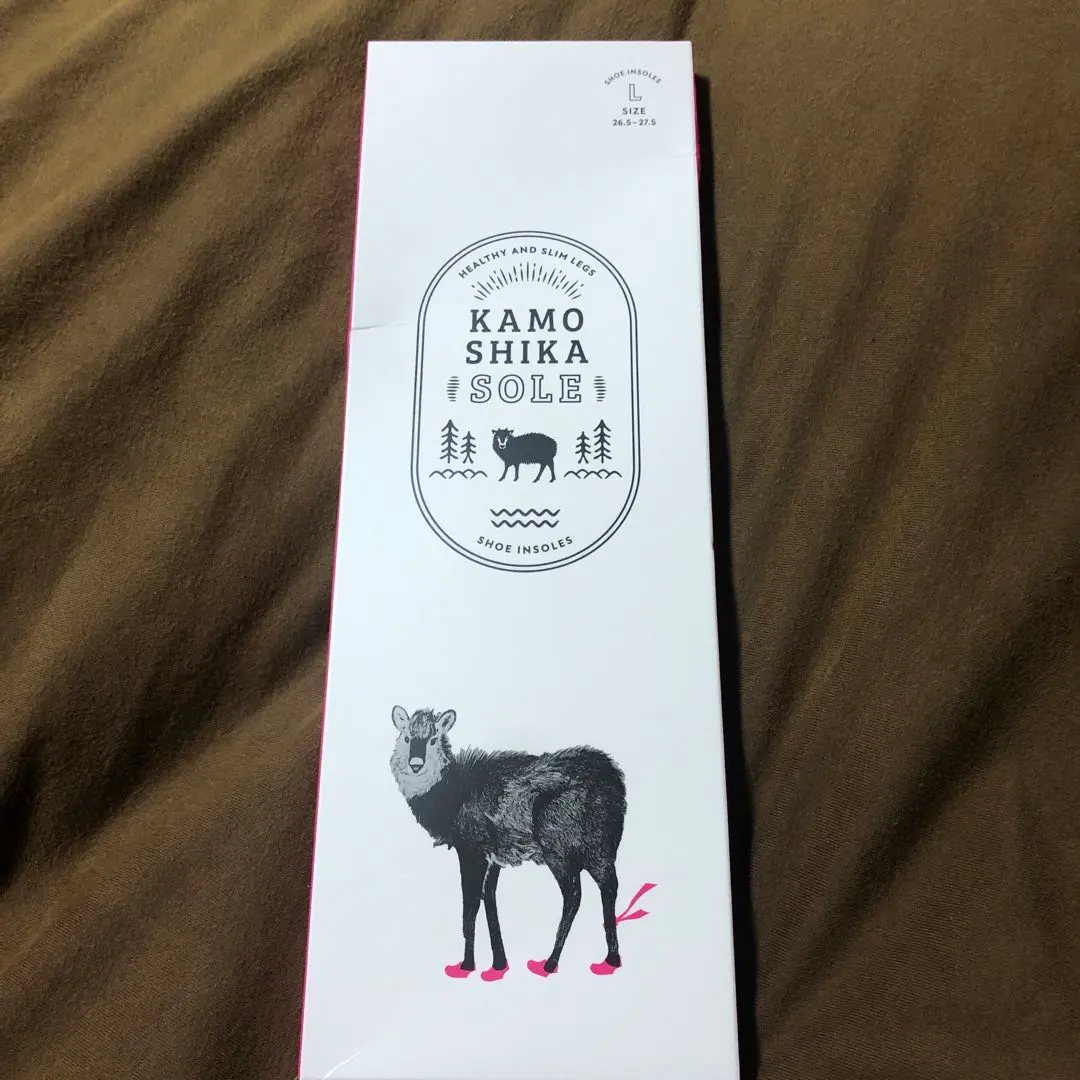 SHOE INSOLES
L
SIZE
26.5–27.5
HEALTHY AND SLIM LEGS
KAMO
SHIKA
SOLE
SHOE INSOLES